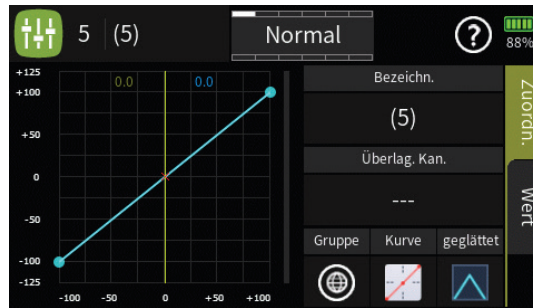 5 (5)
Normal
?
88%
+125
+100
+50
0
-50
-100
-125
0.0 0.0
-100 -50 0 +50 +100
Bezeichn.
(5)
Überlag. Kan.
---
Gruppe Kurve geglättet
Zuordn.
Wert